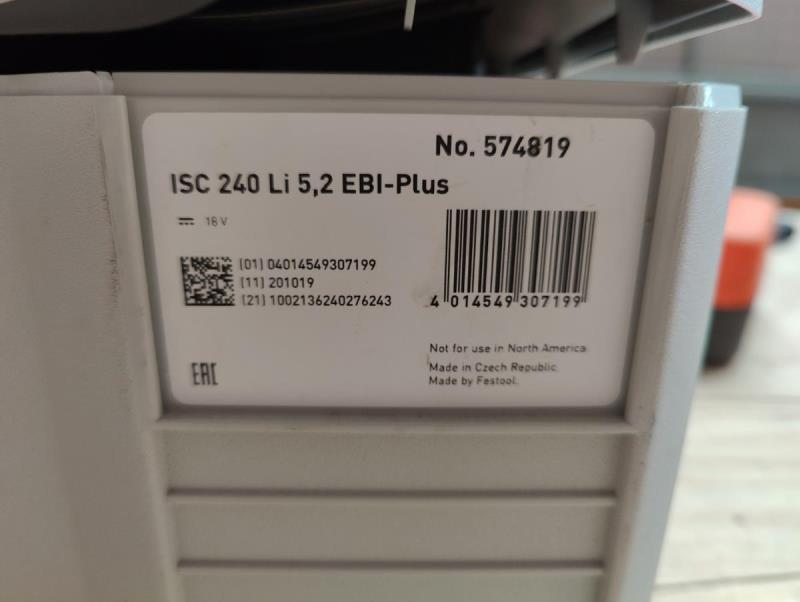 No. 574819
ISC 240 Li 5,2 EBI-Plus
18 V
(01) 04014549307199
(11) 201019
(21) 1002136240276243
4 014549 307199
Not for use in North America.
Made in Czech Republic.
Made by Festool.
EAC